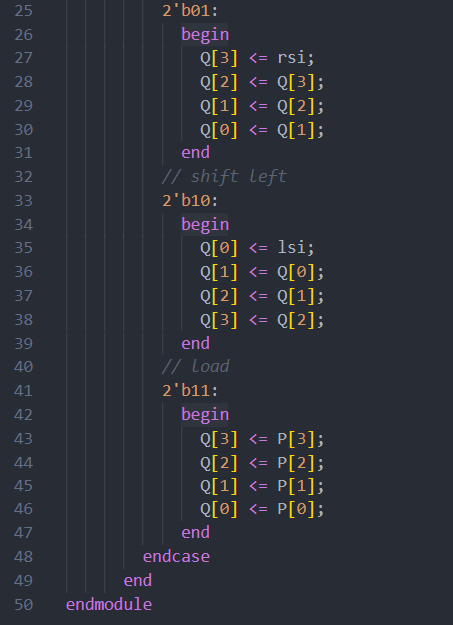 25 2'b01:
26 begin
27 Q[3] <= rsi;
28 Q[2] <= Q[3];
29 Q[1] <= Q[2];
30 Q[0] <= Q[1];
31 end
32 // shift left
33 2'b10:
34 begin
35 Q[0] <= lsi;
36 Q[1] <= Q[0];
37 Q[2] <= Q[1];
38 Q[3] <= Q[2];
39 end
40 // load
41 2'b11:
42 begin
43 Q[3] <= P[3];
44 Q[2] <= P[2];
45 Q[1] <= P[1];
46 Q[0] <= P[0];
47 end
48 endcase
49 end
50 endmodule